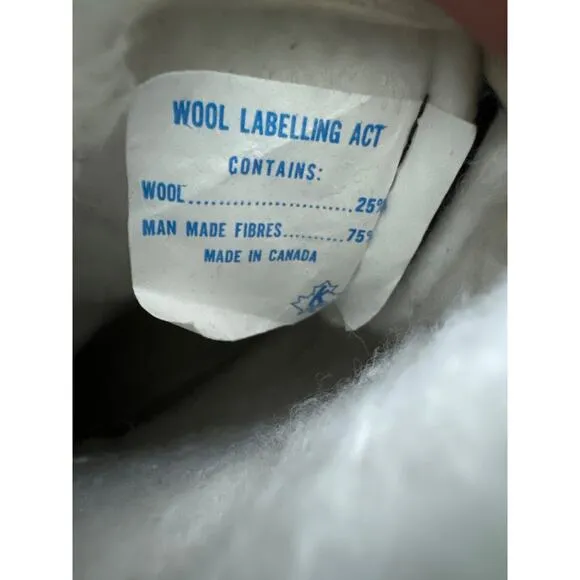 WOOL LABELLING ACT
CONTAINS:
WOOL....................25%
MAN MADE FIBRES..........75%
MADE IN CANADA
K